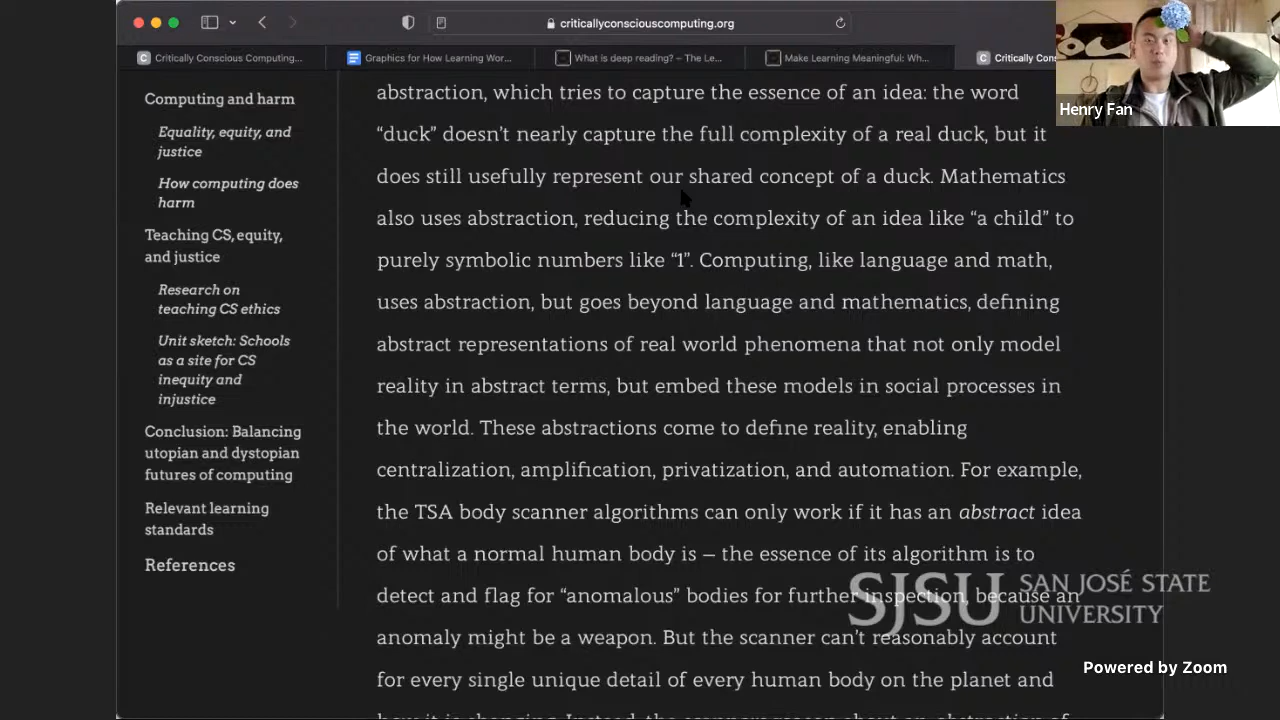 criticallyconsciouscomputing.org
Critically Conscious Computing...
Graphics for How Learning Wor...
What is deep reading? – The Le...
Make Learning Meaningful: Wh...
Critically Cons
Henry Fan
Computing and harm
Equality, equity, and
justice
How computing does
harm
Teaching CS, equity,
and justice
Research on
teaching CS ethics
Unit sketch: Schools
as a site for CS
inequity and
injustice
Conclusion: Balancing
utopian and dystopian
futures of computing
Relevant learning
standards
References
abstraction, which tries to capture the essence of an idea: the word
“duck” doesn’t nearly capture the full complexity of a real duck, but it
does still usefully represent our shared concept of a duck. Mathematics
also uses abstraction, reducing the complexity of an idea like “a child” to
purely symbolic numbers like “1”. Computing, like language and math,
uses abstraction, but goes beyond language and mathematics, defining
abstract representations of real world phenomena that not only model
reality in abstract terms, but embed these models in social processes in
the world. These abstractions come to define reality, enabling
centralization, amplification, privatization, and automation. For example,
the TSA body scanner algorithms can only work if it has an abstract idea
of what a normal human body is – the essence of its algorithm is to
detect and flag for “anomalous” bodies for further inspection, because an
anomaly might be a weapon. But the scanner can’t reasonably account
for every single unique detail of every human body on the planet and
how it is changing. Instead, the scanners reason about an abstraction of
SJSU SAN JOSÉ STATE
UNIVERSITY
Powered by Zoom